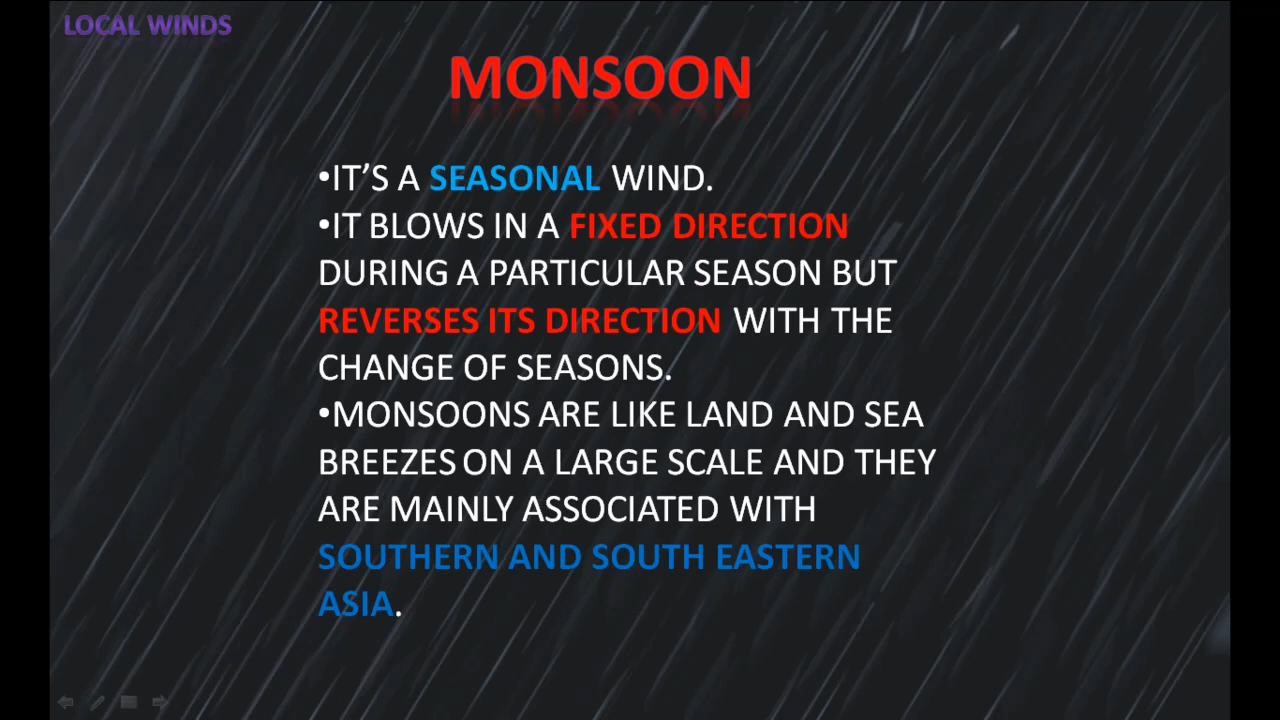 LOCAL WINDS
MONSOON
•IT’S A SEASONAL WIND.
•IT BLOWS IN A FIXED DIRECTION
DURING A PARTICULAR SEASON BUT
REVERSES ITS DIRECTION WITH THE
CHANGE OF SEASONS.
•MONSOONS ARE LIKE LAND AND SEA
BREEZES ON A LARGE SCALE AND THEY
ARE MAINLY ASSOCIATED WITH
SOUTHERN AND SOUTH EASTERN
ASIA.